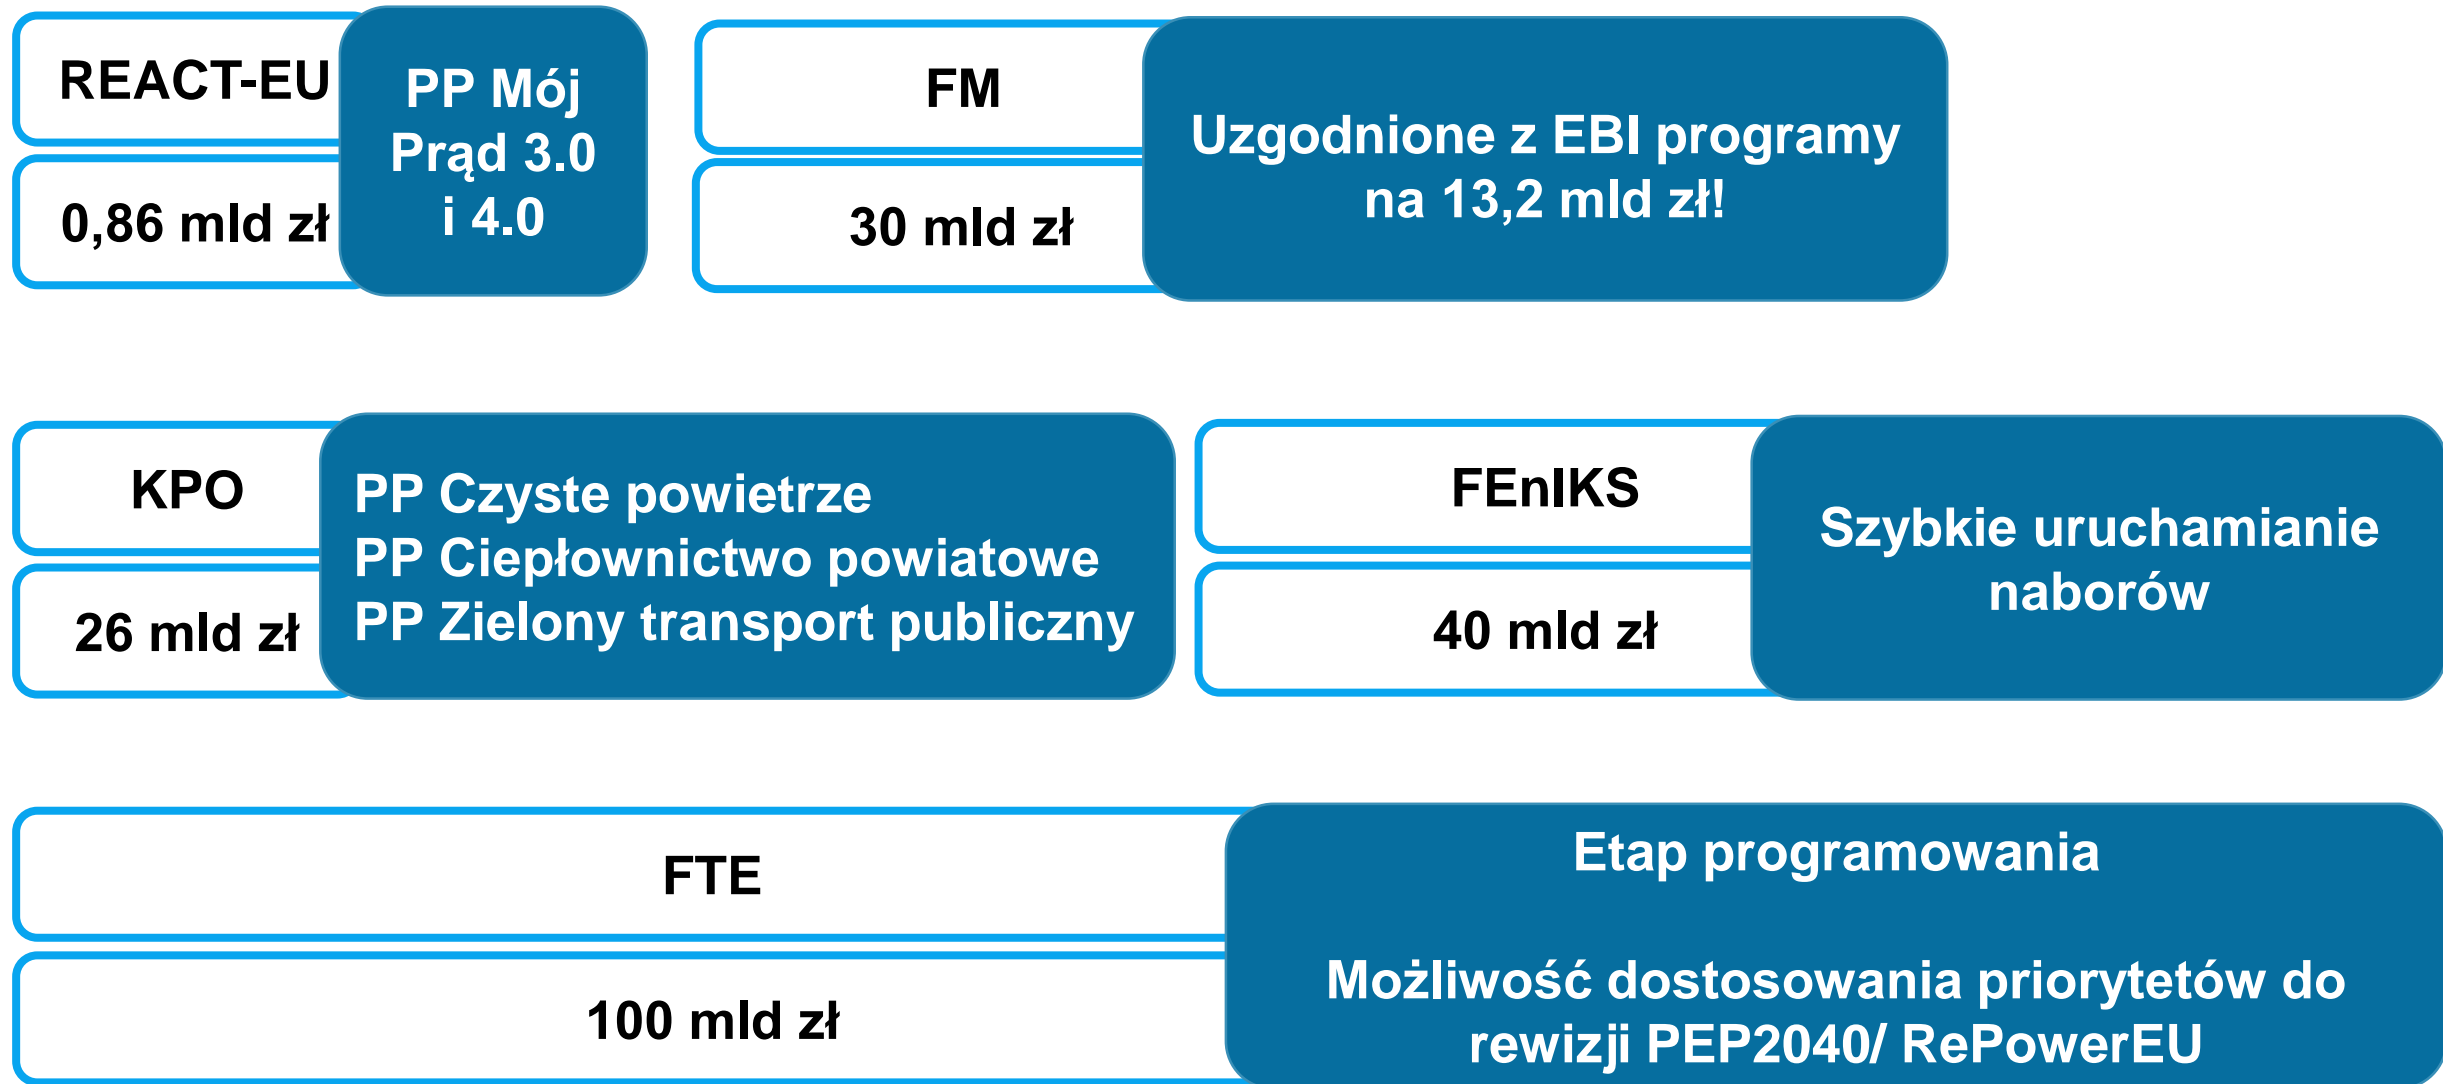 REACT-EU
0,86 mld zł
PP Mój
Prąd 3.0
i 4.0
FM
30 mld zł
Uzgodnione z EBI programy
na 13,2 mld zł!
KPO
26 mld zł
PP Czyste powietrze
PP Ciepłownictwo powiatowe
PP Zielony transport publiczny
FEnIKS
40 mld zł
Szybkie uruchamianie
naborów
FTE
100 mld zł
Etap programowania
Możliwość dostosowania priorytetów do
rewizji PEP2040/ RePowerEU